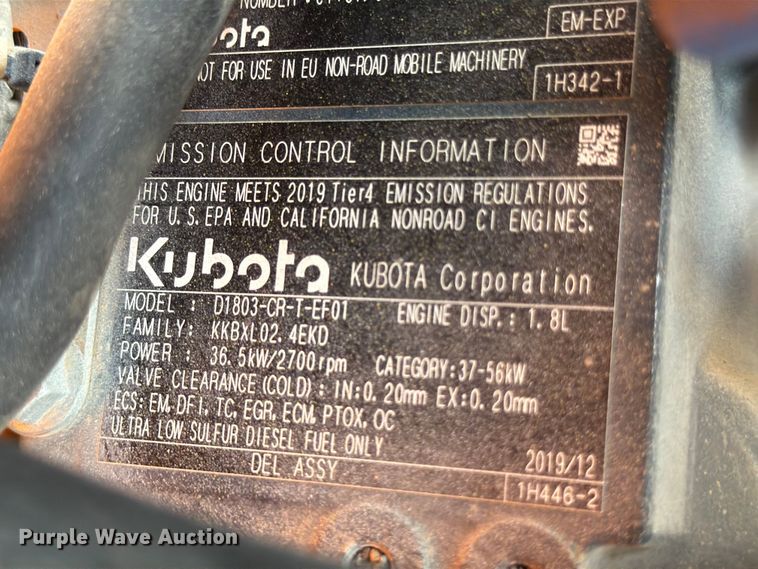 NUMBER
EM-EXP
NOT FOR USE IN EU NON-ROAD MOBILE MACHINERY
1H342-1
MISSION CONTROL INFORMATION
THIS ENGINE MEETS 2019 Tier4 EMISSION REGULATIONS
FOR U.S.EPA AND CALIFORNIA NONROAD CI ENGINES.
Kubota KUBOTA Corporation
MODEL : D1803-CR-T-EF01 ENGINE DISP.: 1.8L
FAMILY: KKBXL02.4EKD
POWER : 36.5kW/2700rpm CATEGORY:37-56kW
VALVE CLEARANCE(COLD): IN:0.20mm EX:0.20mm
ECS: EM, DFI, TC, EGR, ECM, PTOX, OC
ULTRA LOW SULFUR DIESEL FUEL ONLY
2019/12
DEL ASSY
1H446-2
Purple Wave Auction